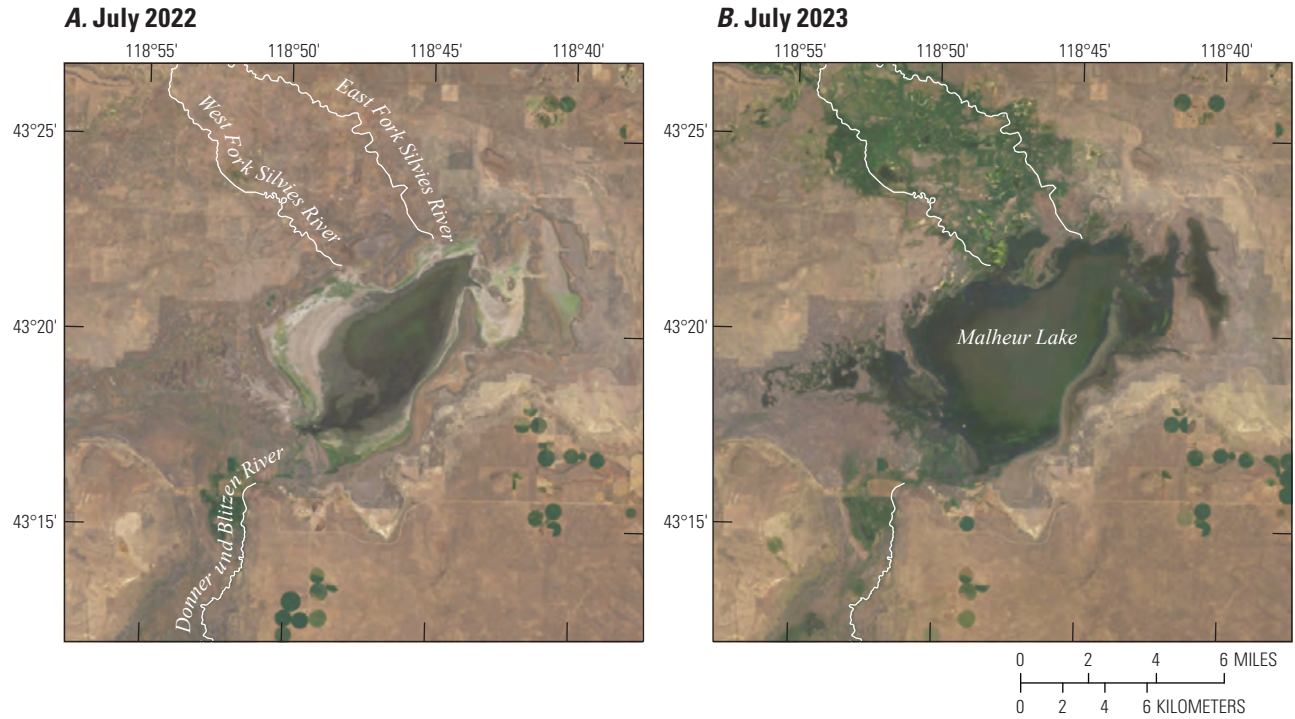 A. July 2022
B. July 2023
118°55' 118°50' 118°45' 118°40'
118°55' 118°50' 118°45' 118°40'
43°25'
43°20'
43°15'
West Fork Silvies River
East Fork Silvies River
Donner und Blitzen River
43°25'
43°20'
43°15'
Malheur Lake
0 2 4 6 MILES
0 2 4 6 KILOMETERS